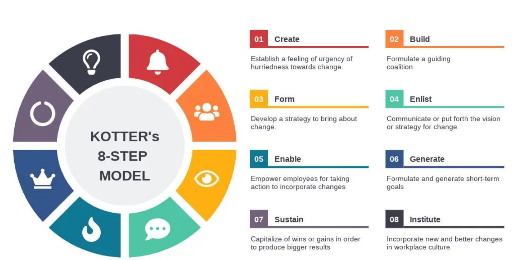 KOTTER's
8-STEP
MODEL
01 Create
Establish a feeling of urgency of
hurriedness towards change.
02 Build
Formulate a guiding
coalition
03 Form
Develop a strategy to bring about
change.
04 Enlist
Communicate or put forth the vision
or strategy for change
05 Enable
Empower employees for taking
action to incorporate changes
06 Generate
Formulate and generate short-term
goals
07 Sustain
Capitalize of wins or gains in order
to produce bigger results
08 Institute
Incorporate new and better changes
in workplace culture